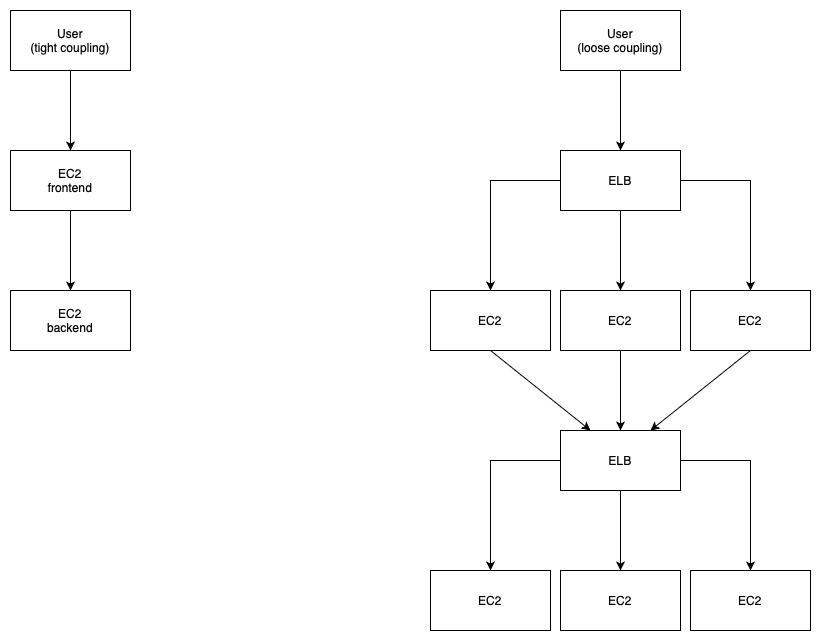 User
(tight coupling)
EC2
frontend
EC2
backend
User
(loose coupling)
ELB
EC2
EC2
EC2
ELB
EC2
EC2
EC2